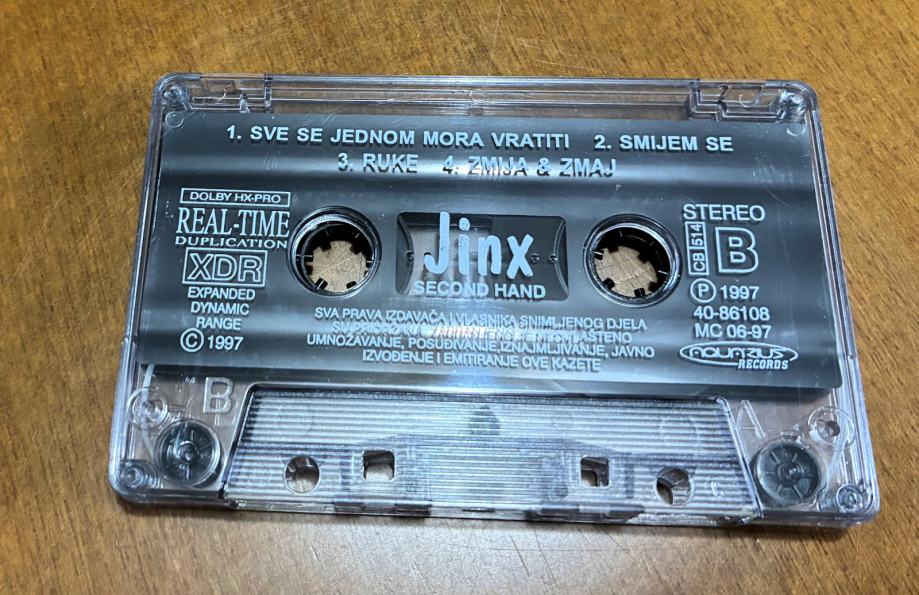 1. SVE SE JEDNOM MORA VRATITI 2. SMIJEM SE
3. RUKE 4. ZMIJA & ZMAJ
DOLBY HX-PRO
REAL-TIME
DUPLICATION
XDR
EXPANDED
DYNAMIC
RANGE
© 1997
Jinx
SECOND HAND
STEREO
CB 514
B
℗ 1997
40-86108
MC 06-97
AQUARIUS
RECORDS
SVA PRAVA IZDAVAČA I VLASNIKA SNIMLJENOG DJELA
SU
UMNOŽAVANJE, POSUĐIVANJE, IZNAJMLJIVANJE, JAVNO
IZVOĐENJE I EMITIRANJE OVE KAZETE
B
A